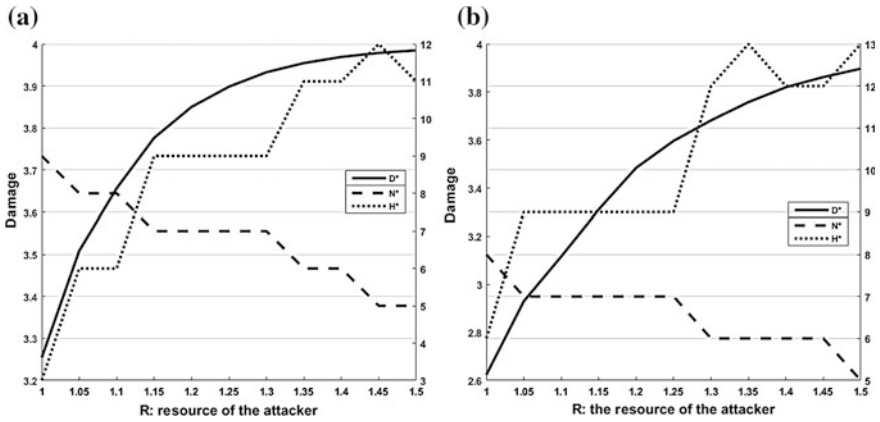 (a)
4
3.9
3.8
3.7
3.6
3.5
3.4
3.3
3.2
Damage
12
11
10
9
8
7
6
5
4
3
D*
N*
H*
1 1.05 1.1 1.15 1.2 1.25 1.3 1.35 1.4 1.45 1.5
R: resource of the attacker
(b)
4
3.8
3.6
3.4
3.2
3
2.8
2.6
Damage
13
12
11
10
9
8
7
6
5
D*
N*
H*
1 1.05 1.1 1.15 1.2 1.25 1.3 1.35 1.4 1.45 1.5
R: the resource of the attacker